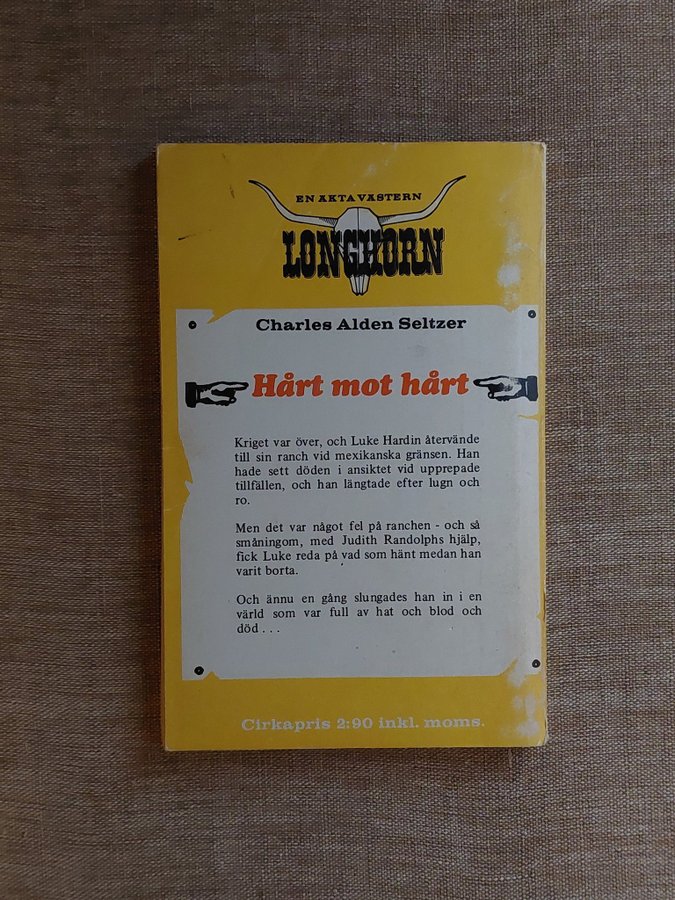 EN ÄKTA VÄSTERN
LONGHORN
Charles Alden Seltzer
Hårt mot hårt
Kriget var över, och Luke Hardin återvände
till sin ranch vid mexikanska gränsen. Han
hade sett döden i ansiktet vid upprepade
tillfällen, och han längtade efter lugn och
ro.
Men det var något fel på ranchen - och så
småningom, med Judith Randolphs hjälp,
fick Luke reda på vad som hänt medan han
varit borta.
Och ännu en gång slungades han in i en
värld som var full av hat och blod och
död . . .
Cirkapris 2:90 inkl. moms.